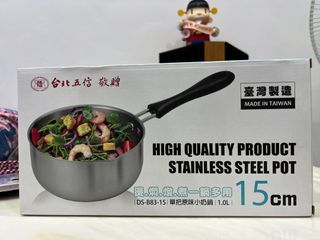 台北五信 敬贈
臺灣製造
MADE IN TAIWAN
HIGH QUALITY PRODUCT
STAINLESS STEEL POT
煎.燜.燉.煮一鍋多用
DS-B83-15 單把原味小奶鍋 1.0L
15cm